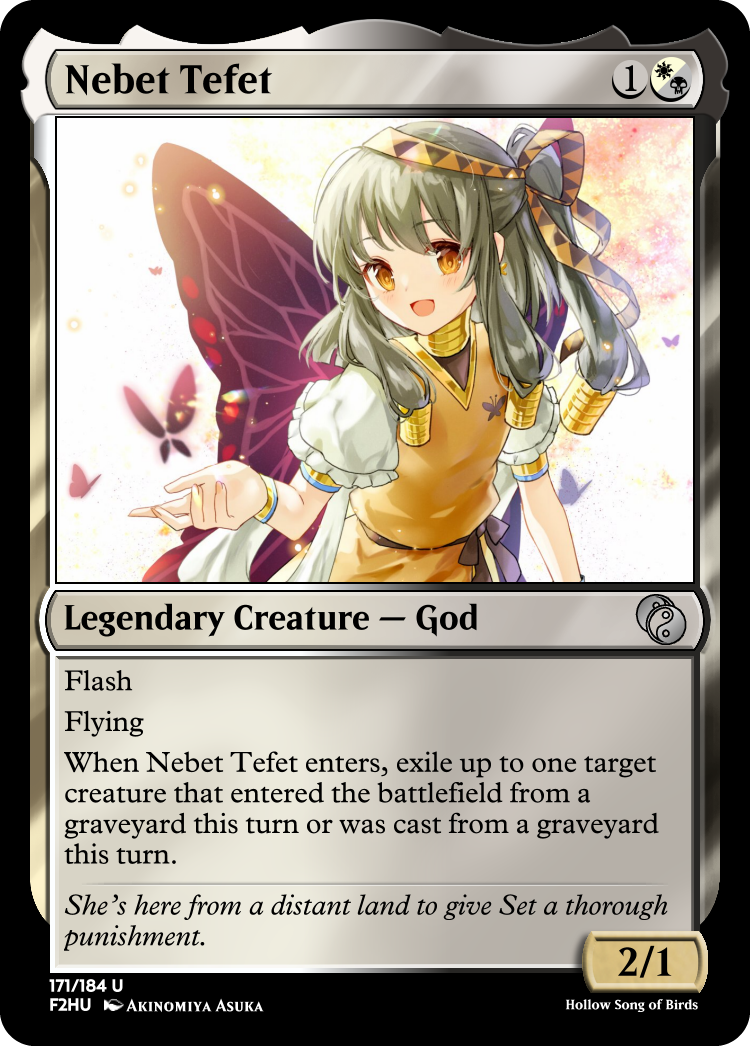 Nebet Tefet
1
Legendary Creature — God
Flash
Flying
When Nebet Tefet enters, exile up to one target
creature that entered the battlefield from a
graveyard this turn or was cast from a graveyard
this turn.
She's here from a distant land to give Set a thorough
punishment.
2/1
171/184 U
F2HU Akinomiya Asuka
Hollow Song of Birds